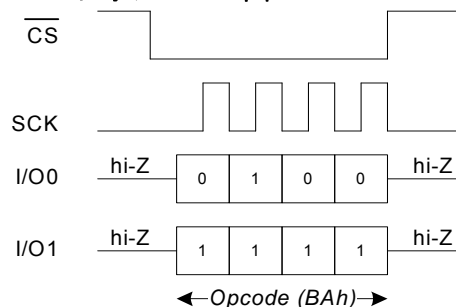 CS
SCK
I/O0 hi-Z 0 1 0 0 hi-Z
I/O1 hi-Z 1 1 1 1 hi-Z
Opcode (BAh)